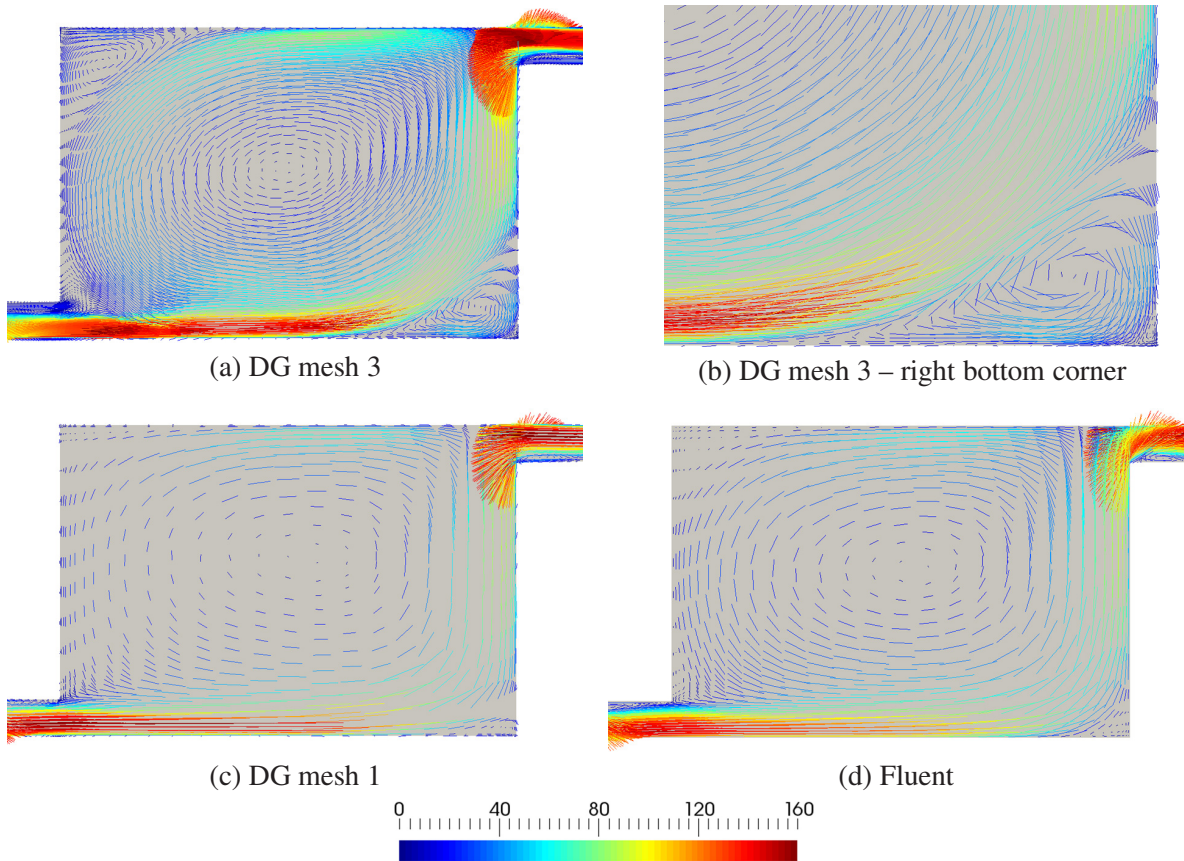 (a) DG mesh 3
(b) DG mesh 3 – right bottom corner
(c) DG mesh 1
(d) Fluent
0 40 80 120 160